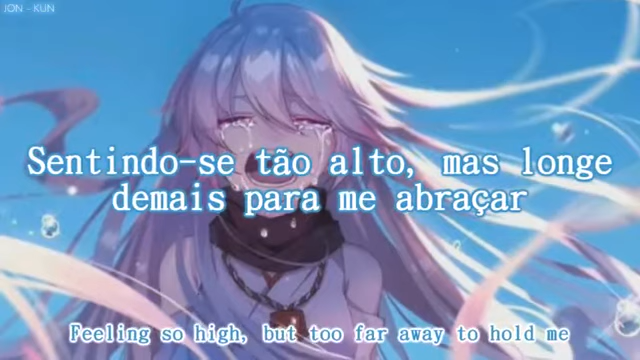 JON - KUN
Sentindo-se tão alto, mas longe
demais para me abraçar
Feeling so high, but too far away to hold me